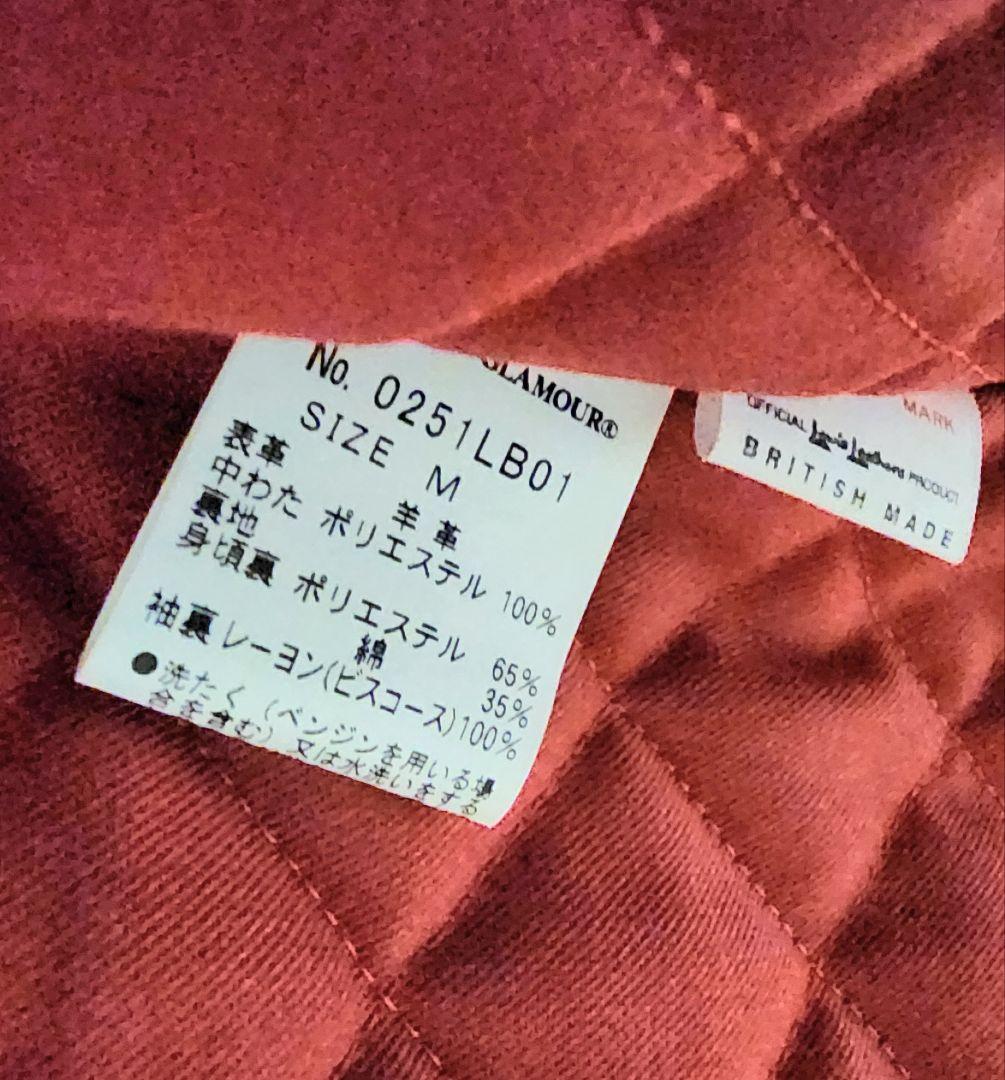 GLAMOUR®
No. 0251LB01
SIZE M
表革 羊革
中わた ポリエステル 100%
裏地
身頃裏 ポリエステル 65%
綿 35%
袖裏 レーヨン(ビスコース)100%
●洗たく(ベンジンを用いる場
合を含む)又は水洗いをする
MARK
OFFICIAL Lewis Leathers PRODUCT
BRITISH MADE